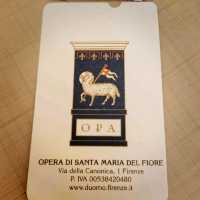 OPA
OPERA DI SANTA MARIA DEL FIORE
Via della Canonica, 1 Firenze
P. IVA 00538420480
www.duomo.firenze.it